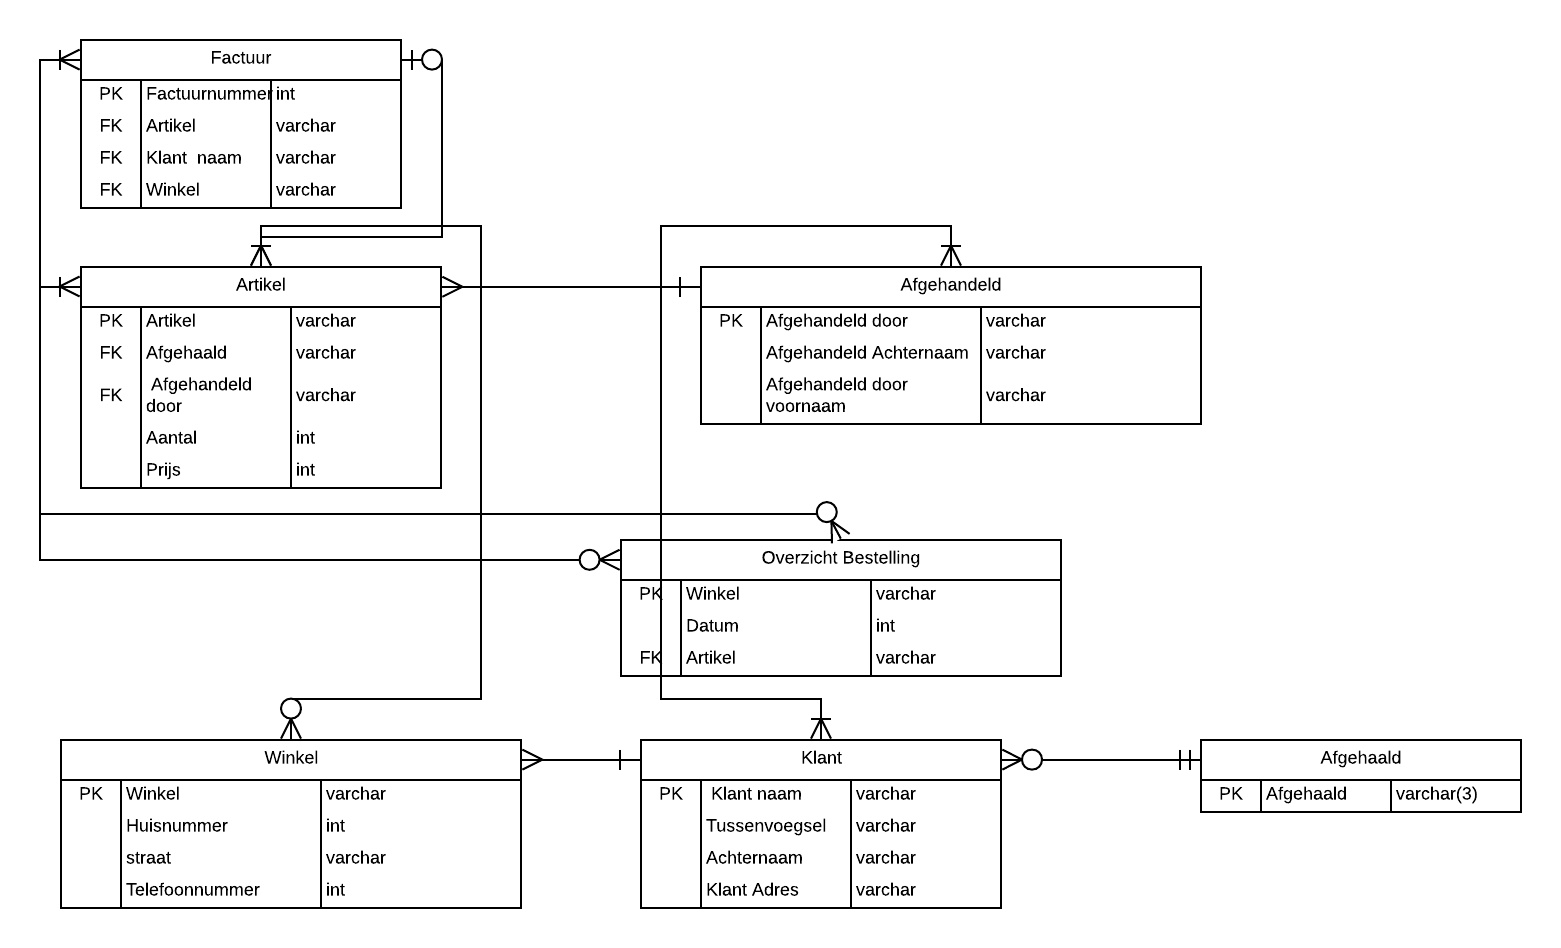 Factuur
PK Factuurnummer int
FK Artikel varchar
FK Klant naam varchar
FK Winkel varchar
Artikel
PK Artikel varchar
FK Afgehaald varchar
FK Afgehandeld door varchar
Aantal int
Prijs int
Afgehandeld
PK Afgehandeld door varchar
Afgehandeld Achternaam varchar
Afgehandeld door voornaam varchar
Overzicht Bestelling
PK Winkel varchar
Datum int
FK Artikel varchar
Winkel
PK Winkel varchar
Huisnummer int
straat varchar
Telefoonnummer int
Klant
PK Klant naam varchar
Tussenvoegsel varchar
Achternaam varchar
Klant Adres varchar
Afgehaald
PK Afgehaald varchar(3)